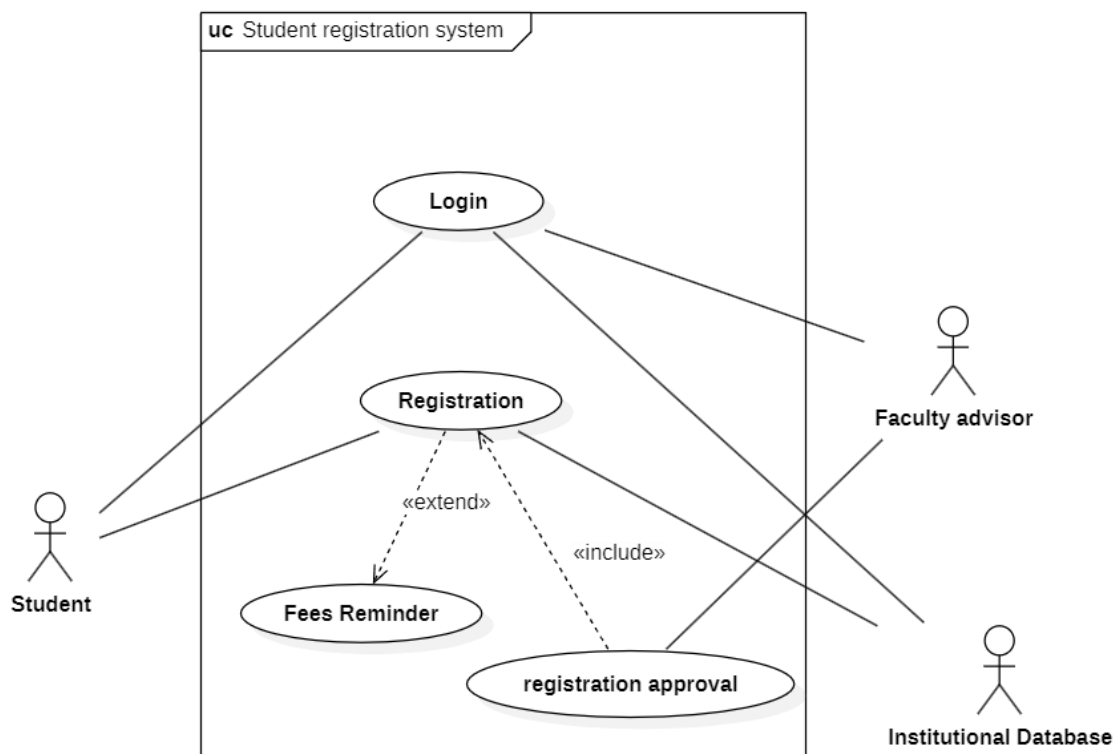 uc Student registration system
Login
Registration
Faculty advisor
«extend»
«include»
Student
Fees Reminder
registration approval
Institutional Database